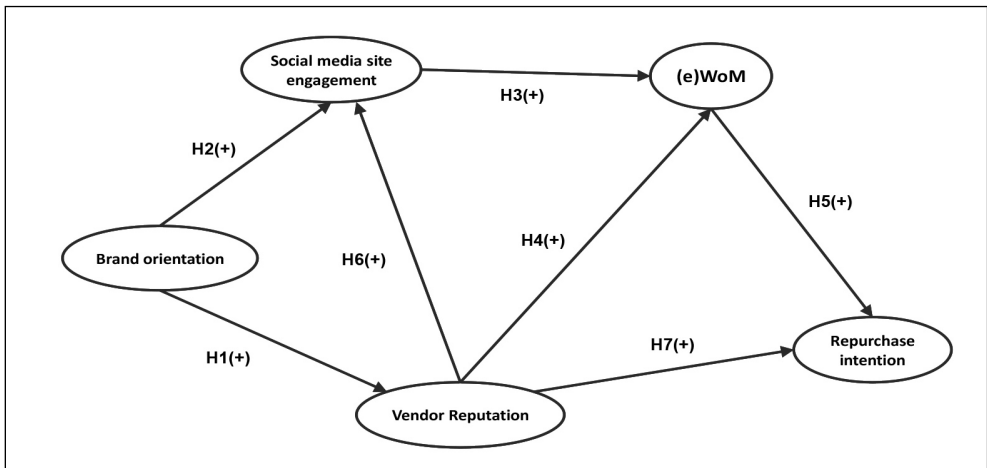 Social media site
engagement
(e)WoM
H3(+)
H2(+)
H5(+)
H4(+)
Brand orientation
H6(+)
H7(+)
Repurchase
intention
H1(+)
Vendor Reputation